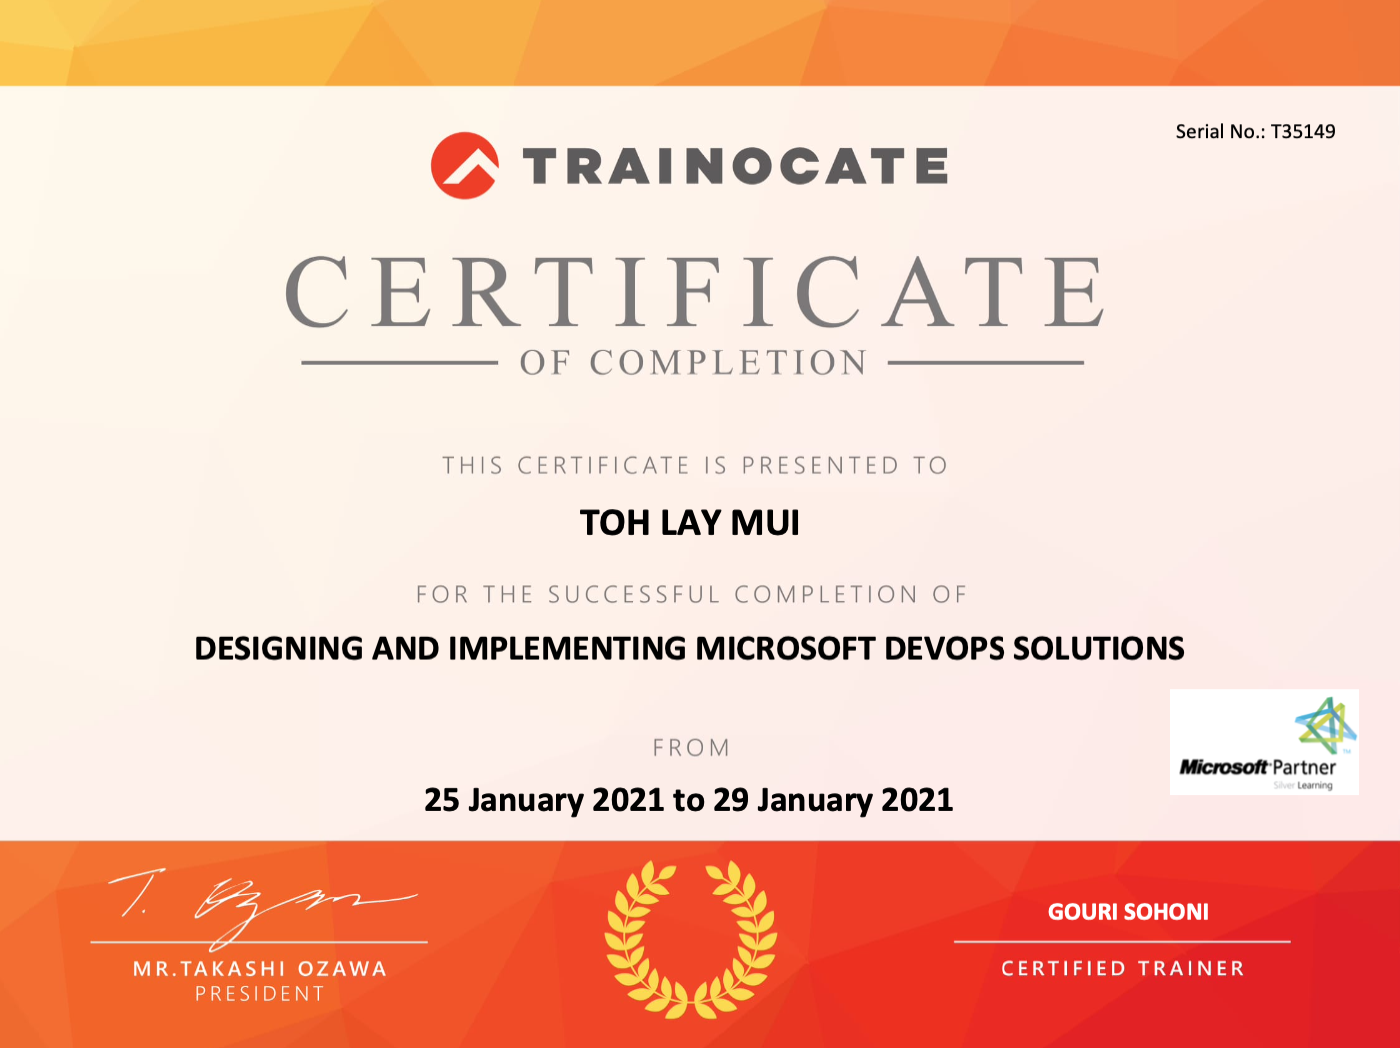 Serial No.: T35149
TRAINOCATE
CERTIFICATE
OF COMPLETION
THIS CERTIFICATE IS PRESENTED TO
TOH LAY MUI
FOR THE SUCCESSFUL COMPLETION OF
DESIGNING AND IMPLEMENTING MICROSOFT DEVOPS SOLUTIONS
FROM
25 January 2021 to 29 January 2021
TM
Microsoft Partner
Silver Learning
T. Ozawa
MR.TAKASHI OZAWA
PRESIDENT
GOURI SOHONI
CERTIFIED TRAINER